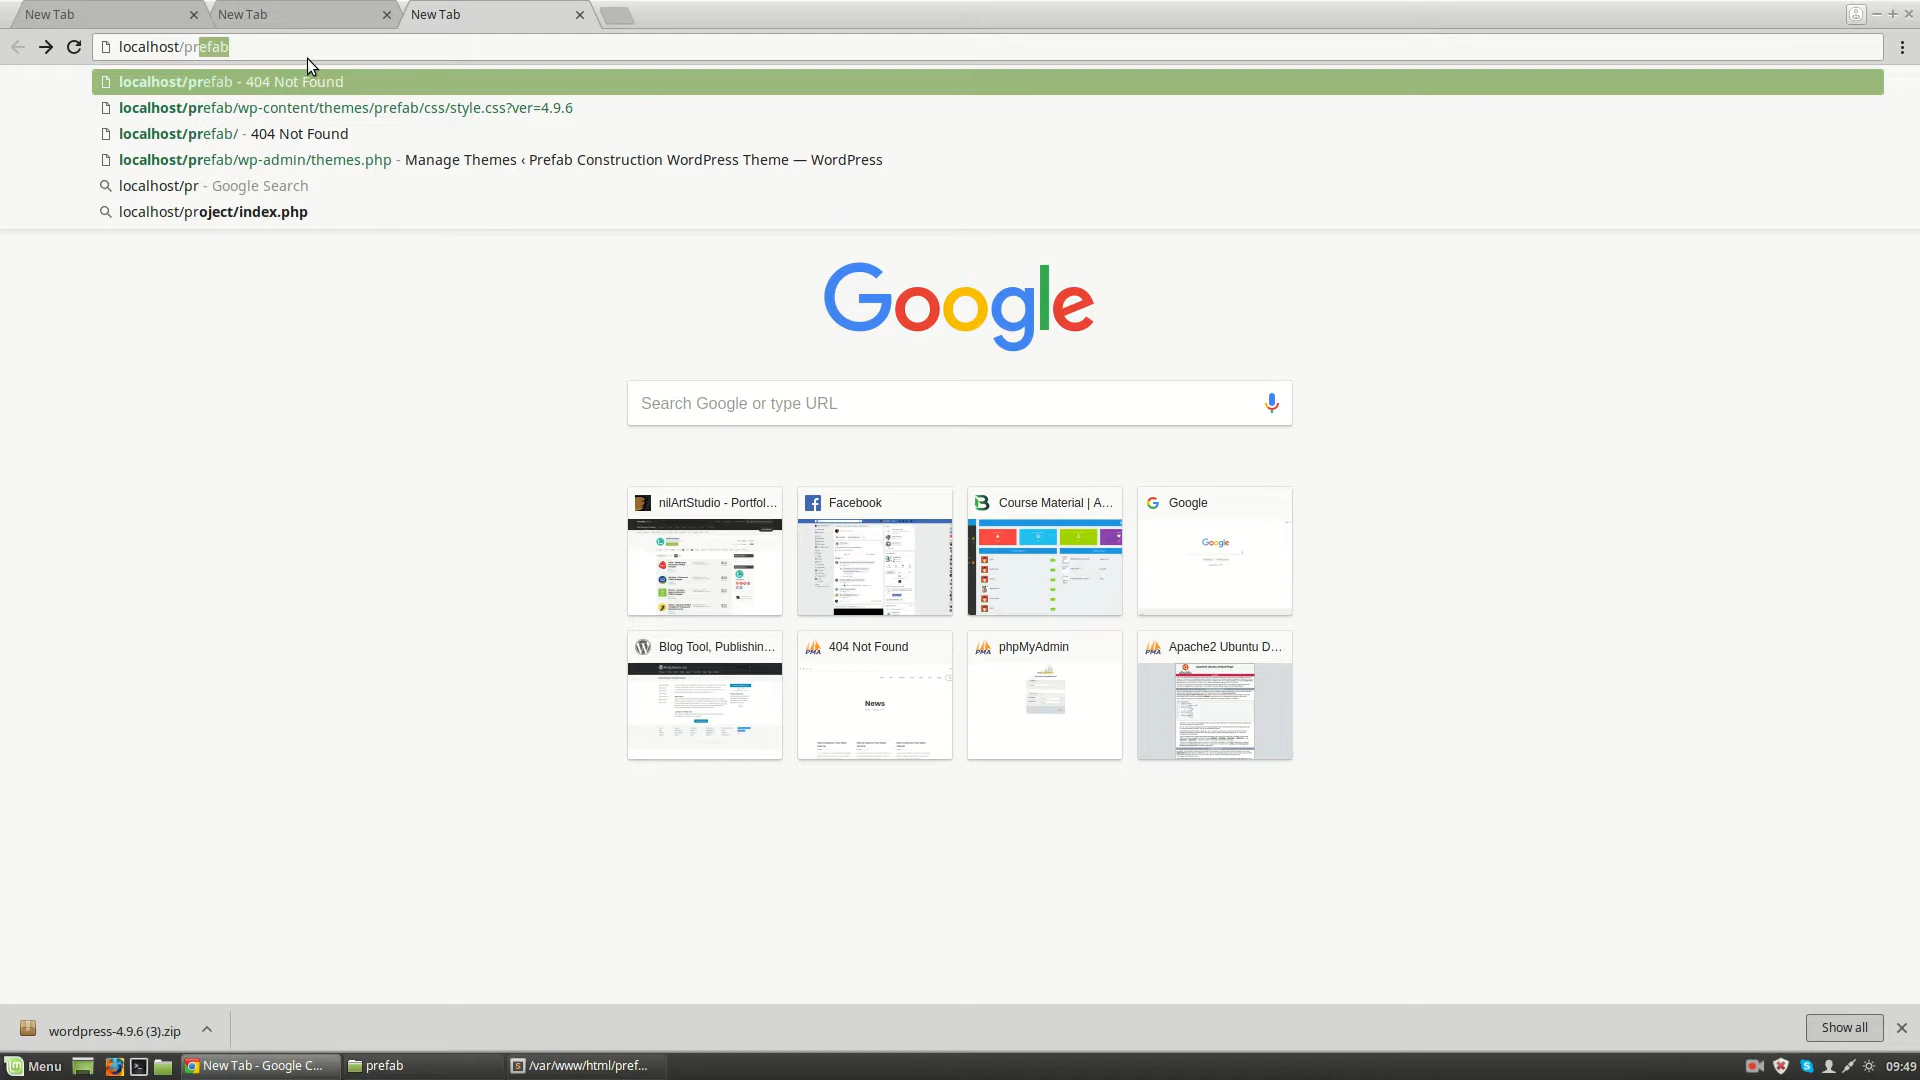 New Tab
New Tab
New Tab
localhost/prefab
localhost/prefab - 404 Not Found
localhost/prefab/wp-content/themes/prefab/css/style.css?ver=4.9.6
localhost/prefab/ - 404 Not Found
localhost/prefab/wp-admin/themes.php - Manage Themes ‹ Prefab Construction WordPress Theme — WordPress
localhost/pr - Google Search
localhost/project/index.php
Google
Search Google or type URL
nilArtStudio - Portfol...
Facebook
Course Material | A...
Google
Google
Blog Tool, Publishin...
404 Not Found
phpMyAdmin
Apache2 Ubuntu D...
News
wordpress-4.9.6 (3).zip
Show all
Menu
New Tab - Google C...
prefab
/var/www/html/pref...
09:49